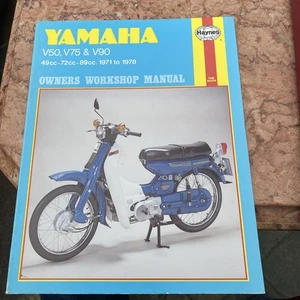 YAMAHA
Haynes
V50, V75 & V90
49cc · 72cc · 89cc. 1971 to 1978
OWNERS WORKSHOP MANUAL